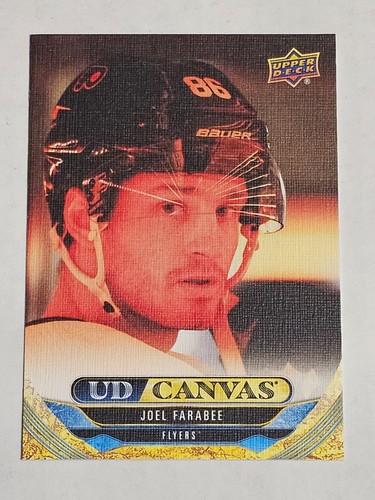 UPPER
DECK
®
86
BAUER
UD CANVAS
JOEL FARABEE
FLYERS